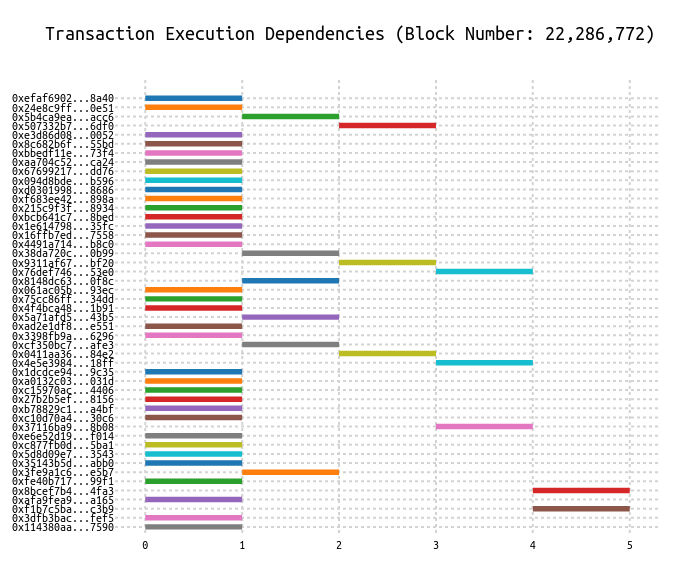 Transaction Execution Dependencies (Block Number: 22,286,772)
0xefaf6902...8a40
0x24e8c9ff...0e51
0x5b4ca9ea...acc6
0x507332b7...6df0
0xe3d86d08...0052
0x8c682b6f...55bd
0xbbedf11e...73f4
0xaa704c52...ca24
0x67699217...dd76
0x094d8bde...b596
0xd0301998...8686
0xf683ee42...898a
0x215c9f3f...8934
0xbcb641c7...8bed
0x1e614798...35fc
0x16ffb7ed...7558
0x4491a714...b8c0
0x38da720c...0b99
0x9311af67...bf20
0x76def746...53e0
0x8148dc63...0f8c
0x061ac05b...93ec
0x75cc86ff...34dd
0x4f4bca48...1b91
0x5a71afd5...43b5
0xad2e1df8...e551
0x3398fb9a...6296
0xcf350bc7...afe3
0x0411aa36...84e2
0x4e5e3984...18ff
0x1dcdce94...9c35
0xa0132c03...031d
0xc15970ac...4406
0x27b2b5ef...8156
0xb78829c1...a4bf
0xc10d70a4...30c6
0x37116ba9...8b08
0xe6e52d19...f014
0xc877fb0d...5ba1
0x5d8d09e7...3543
0x35143b5d...abb0
0x3fe9a1c6...e5b7
0xfe40b717...99f1
0x8bcef7b4...4fa3
0xafa9fea9...a165
0xf1b7c5ba...c3b9
0x3dfb3bac...fef5
0x114380aa...7590
0 1 2 3 4 5